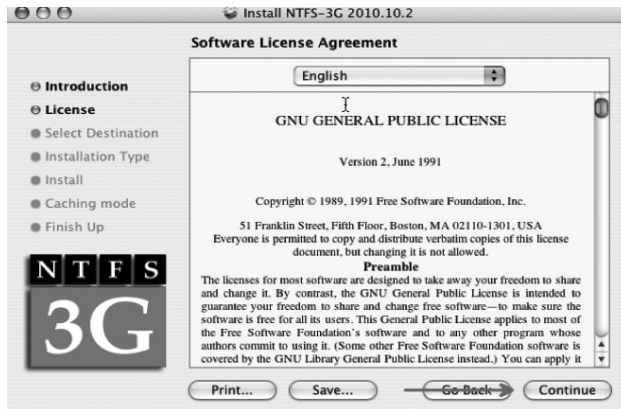 Install NTFS-3G 2010.10.2
Software License Agreement
English
Introduction
License
Select Destination
Installation Type
Install
Caching mode
Finish Up
NTFS
3G
GNU GENERAL PUBLIC LICENSE
Version 2, June 1991
Copyright © 1989, 1991 Free Software Foundation, Inc.
51 Franklin Street, Fifth Floor, Boston, MA 02110-1301, USA
Everyone is permitted to copy and distribute verbatim copies of this license
document, but changing it is not allowed.
Preamble
The licenses for most software are designed to take away your freedom to share
and change it. By contrast, the GNU General Public License is intended to
guarantee your freedom to share and change free software—to make sure the
software is free for all its users. This General Public License applies to most of
the Free Software Foundation's software and to any other program whose
authors commit to using it. (Some other Free Software Foundation software is
covered by the GNU Library General Public License instead.) You can apply it
Print...
Save...
Go Back
Continue